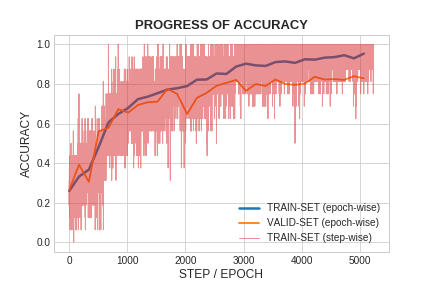 PROGRESS OF ACCURACY
1.0
0.8
0.6
0.4
0.2
0.0
ACCURACY
0
1000
2000
3000
4000
5000
STEP / EPOCH
TRAIN-SET (epoch-wise)
VALID-SET (epoch-wise)
TRAIN-SET (step-wise)